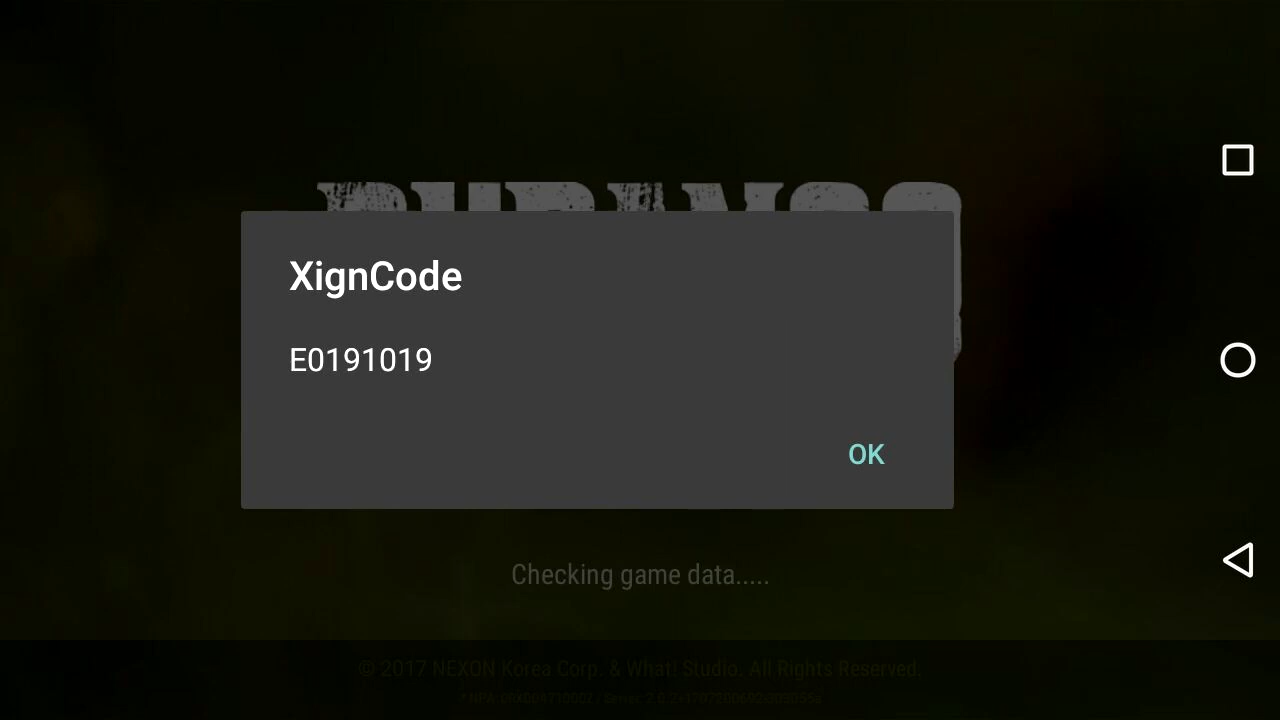 XignCode
E0191019
OK
Checking game data.....
© 2017 NEXON Korea Corp. & What! Studio. All Rights Reserved.